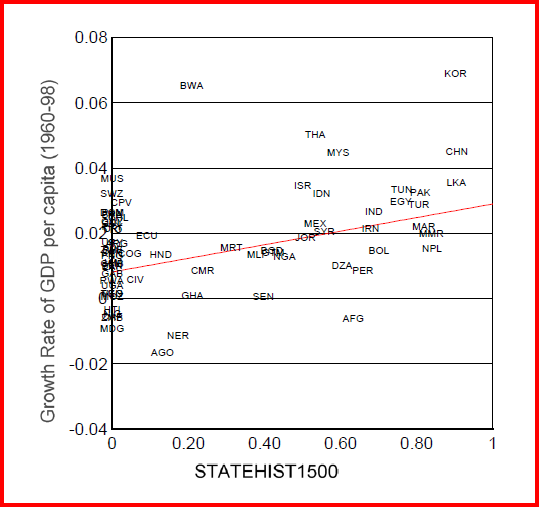 Growth Rate of GDP per capita (1960-98)
0.08
KOR
BWA
0.06
THA
MYS CHN
0.04
MUS LKA
ISR TUN
SWZ IDN PAK
CPV EGY TUR
IND
MEX MAR
0.02 ECU SYR IRN MMR
JOR
MRT NPL
COG HND NGA BOL
CMR DZA PER
CIV
UGA
GHA SEN
0
AFG
MDG
NER
AGO
-0.02
-0.04
0 0.20 0.40 0.60 0.80 1
STATEHIST1500